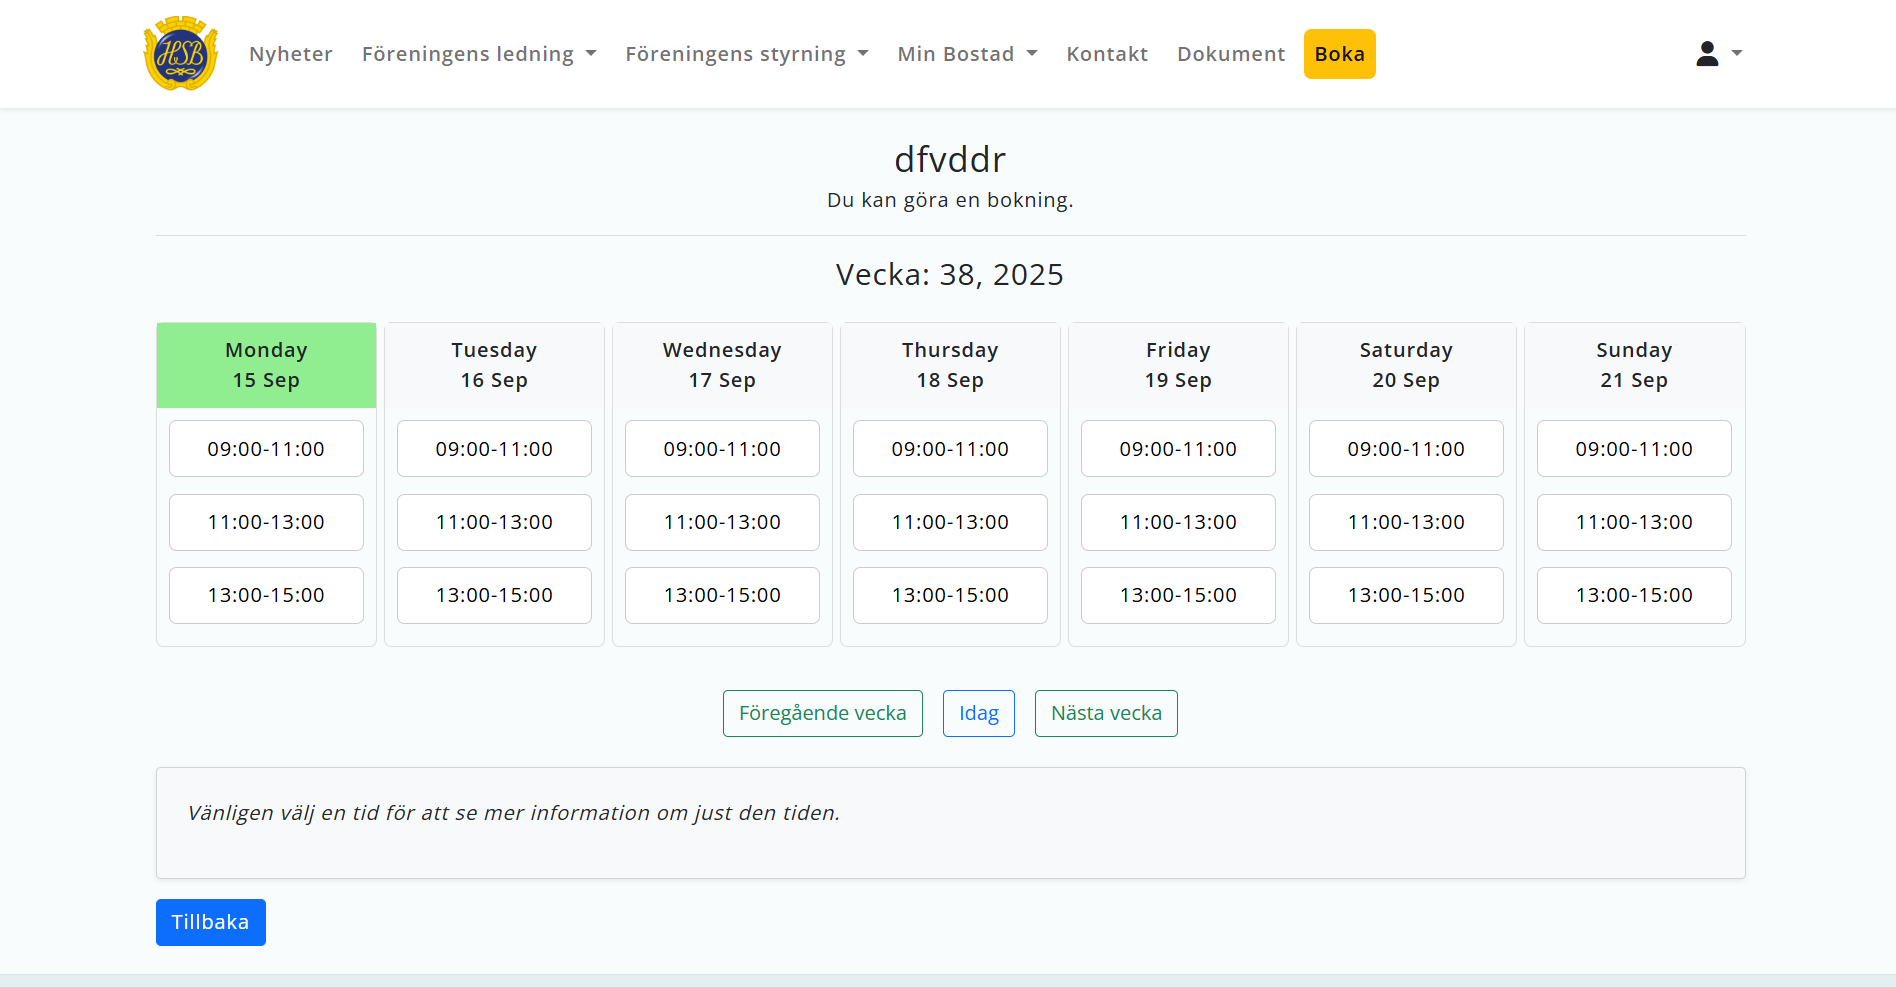 HSB
Nyheter Föreningens ledning Föreningens styrning Min Bostad Kontakt Dokument Boka
dfvddr
Du kan göra en bokning.
Vecka: 38, 2025
Monday Tuesday Wednesday Thursday Friday Saturday Sunday
15 Sep 16 Sep 17 Sep 18 Sep 19 Sep 20 Sep 21 Sep
09:00-11:00 09:00-11:00 09:00-11:00 09:00-11:00 09:00-11:00 09:00-11:00 09:00-11:00
11:00-13:00 11:00-13:00 11:00-13:00 11:00-13:00 11:00-13:00 11:00-13:00 11:00-13:00
13:00-15:00 13:00-15:00 13:00-15:00 13:00-15:00 13:00-15:00 13:00-15:00 13:00-15:00
Föregående vecka Idag Nästa vecka
Vänligen välj en tid för att se mer information om just den tiden.
Tillbaka